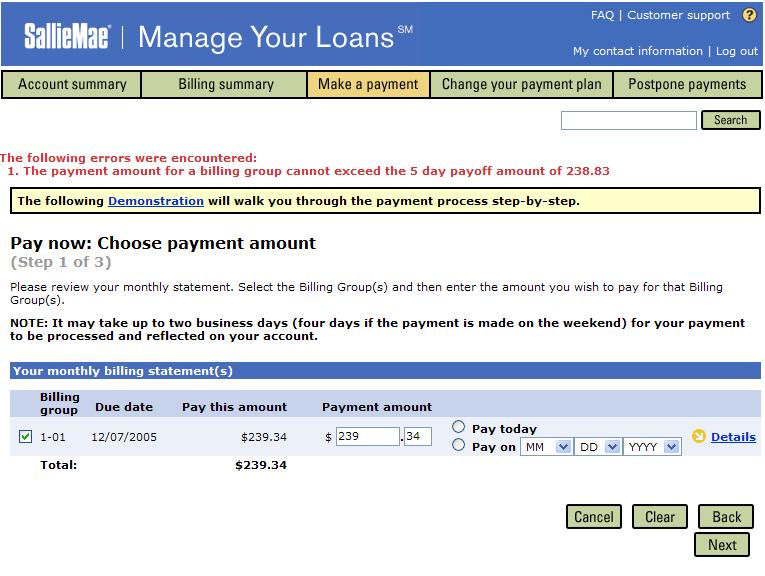 SallieMae® | Manage Your Loans℠
FAQ | Customer support ?
My contact information | Log out
Account summary Billing summary Make a payment Change your payment plan Postpone payments
Search
The following errors were encountered:
1. The payment amount for a billing group cannot exceed the 5 day payoff amount of 238.83
The following Demonstration will walk you through the payment process step-by-step.
Pay now: Choose payment amount
(Step 1 of 3)
Please review your monthly statement. Select the Billing Group(s) and then enter the amount you wish to pay for that Billing
Group(s).
NOTE: It may take up to two business days (four days if the payment is made on the weekend) for your payment
to be processed and reflected on your account.
Your monthly billing statement(s)
Billing
group Due date Pay this amount Payment amount
1-01 12/07/2005 $239.34 $ 239 .34
Pay today
Pay on MM DD YYYY
Details
Total: $239.34
Cancel Clear Back
Next